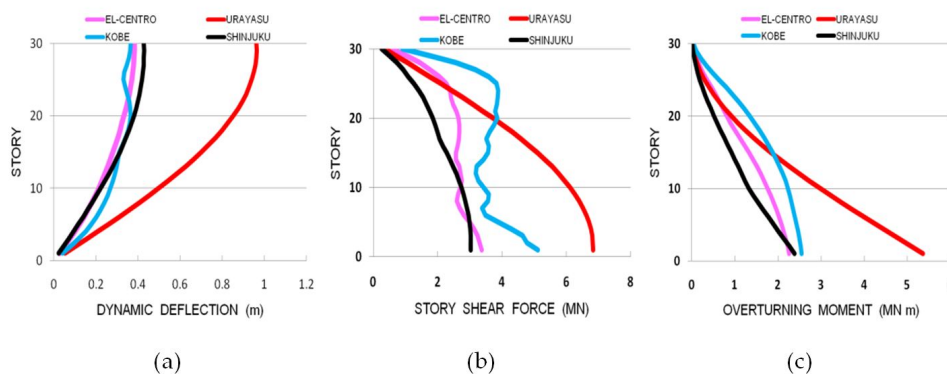 EL-CENTRO URAYASU
KOBE SHINJUKU
30
20
10
0
STORY
0 0.2 0.4 0.6 0.8 1 1.2
DYNAMIC DEFLECTION (m)
(a)
EL-CENTRO URAYASU
KOBE SHINJUKU
40
30
20
10
0
STORY
0 2 4 6 8
STORY SHEAR FORCE (MN)
(b)
EL-CENTRO URAYASU
KOBE SHINJUKU
30
20
10
0
STORY
0 1 2 3 4 5
OVERTURNING MOMENT (MN m)
(c)